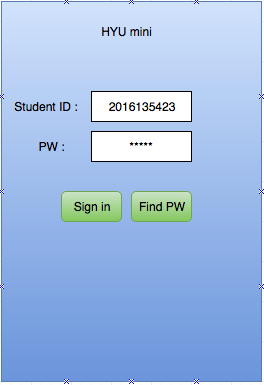 HYU mini
Student ID : 2016135423
PW : *****
Sign in Find PW